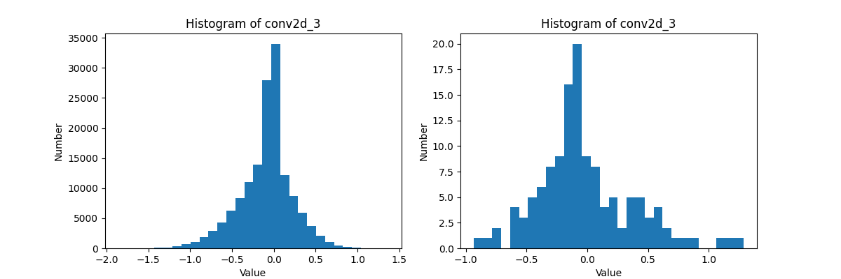 Histogram of conv2d_3
Number
35000
30000
25000
20000
15000
10000
5000
0
−2.0 −1.5 −1.0 −0.5 0.0 0.5 1.0 1.5
Value
Histogram of conv2d_3
Number
20.0
17.5
15.0
12.5
10.0
7.5
5.0
2.5
0.0
−1.0 −0.5 0.0 0.5 1.0
Value